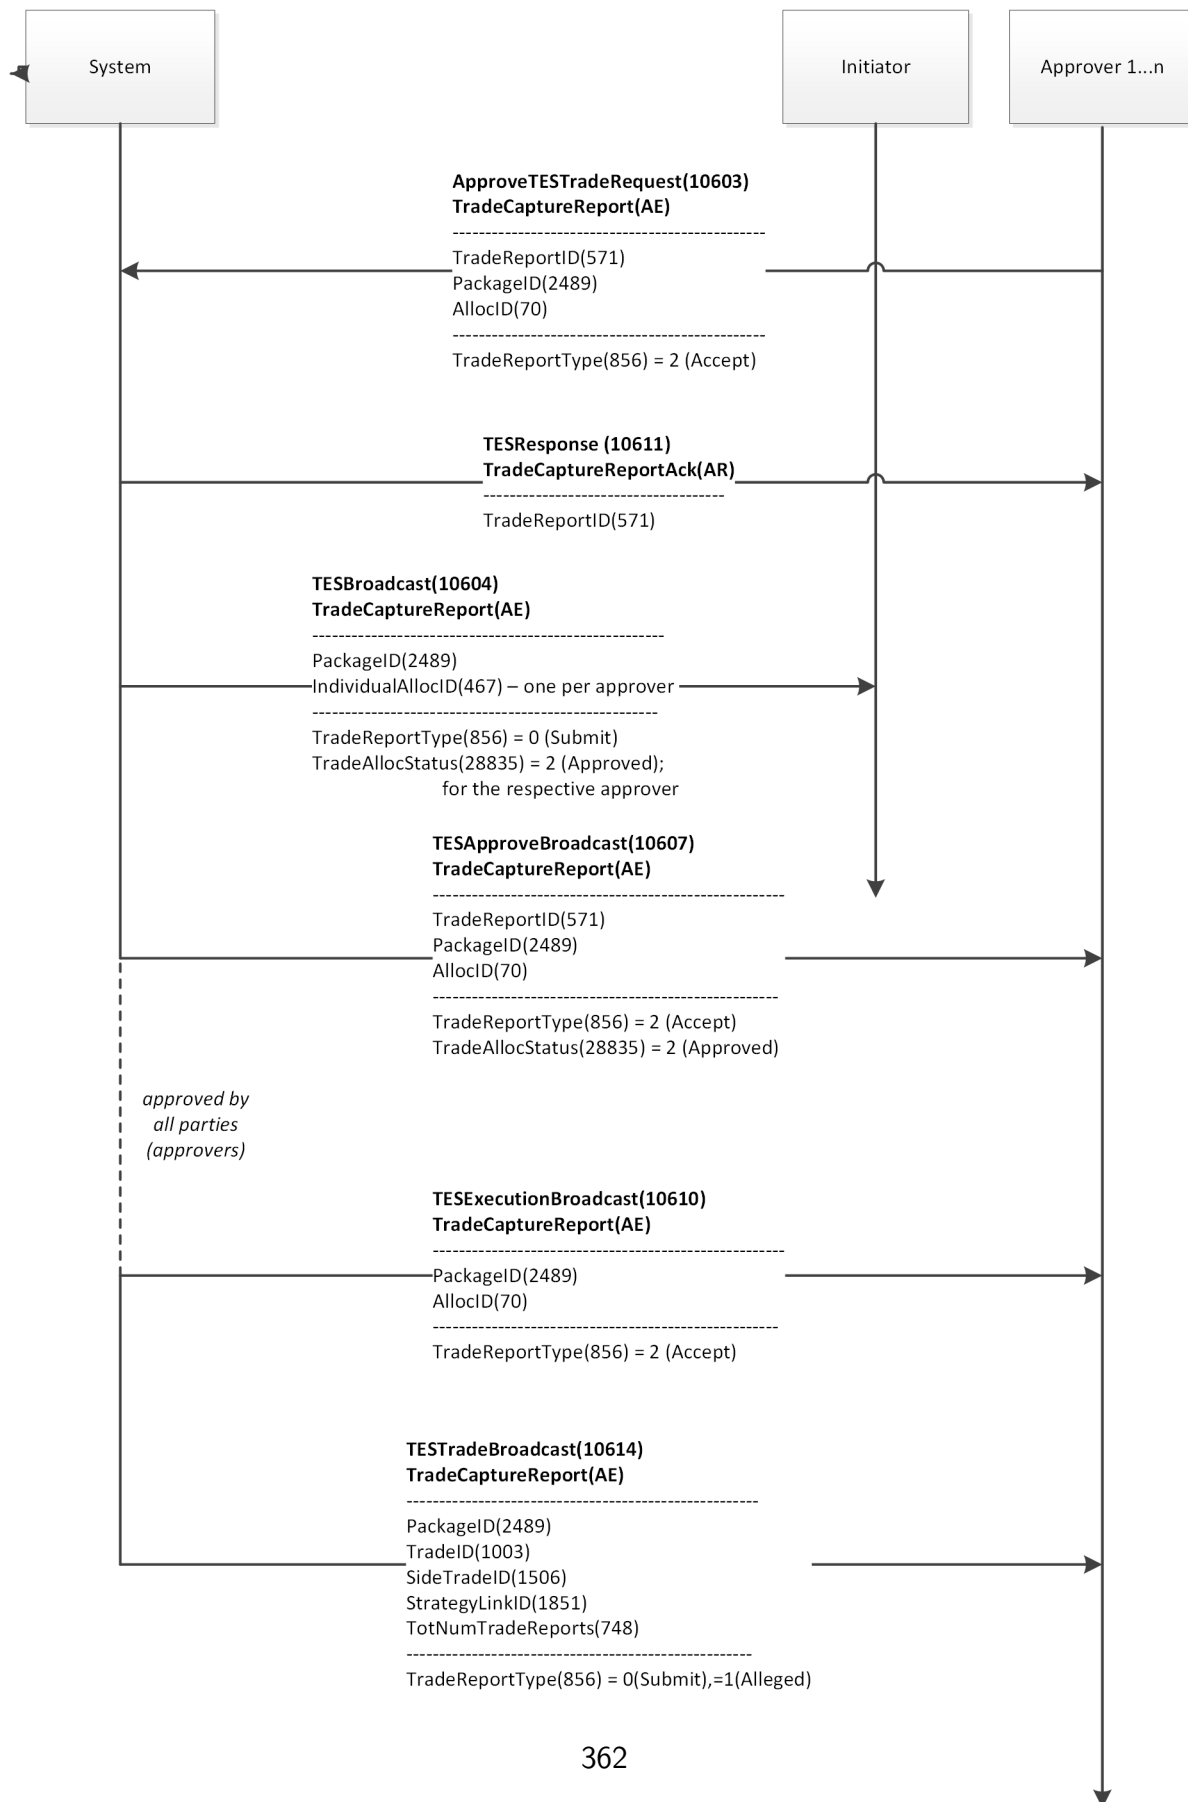 System
Initiator
Approver 1...n
ApproveTESTradeRequest(10603)
TradeCaptureReport(AE)
------------------------------------------------
TradeReportID(571)
PackageID(2489)
AllocID(70)
------------------------------------------------
TradeReportType(856) = 2 (Accept)
TESResponse (10611)
TradeCaptureReportAck(AR)
-------------------------------------
TradeReportID(571)
TESBroadcast(10604)
TradeCaptureReport(AE)
------------------------------------------------------
PackageID(2489)
IndividualAllocID(467) – one per approver
-----------------------------------------------------
TradeReportType(856) = 0 (Submit)
TradeAllocStatus(28835) = 2 (Approved);
for the respective approver
TESApproveBroadcast(10607)
TradeCaptureReport(AE)
------------------------------------------------------
TradeReportID(571)
PackageID(2489)
AllocID(70)
-----------------------------------------------------
TradeReportType(856) = 2 (Accept)
TradeAllocStatus(28835) = 2 (Approved)
approved by
all parties
(approvers)
TESExecutionBroadcast(10610)
TradeCaptureReport(AE)
------------------------------------------------------
PackageID(2489)
AllocID(70)
-----------------------------------------------------
TradeReportType(856) = 2 (Accept)
TESTradeBroadcast(10614)
TradeCaptureReport(AE)
------------------------------------------------------
PackageID(2489)
TradeID(1003)
SideTradeID(1506)
StrategyLinkID(1851)
TotNumTradeReports(748)
-----------------------------------------------------
TradeReportType(856) = 0(Submit),=1(Alleged)
362